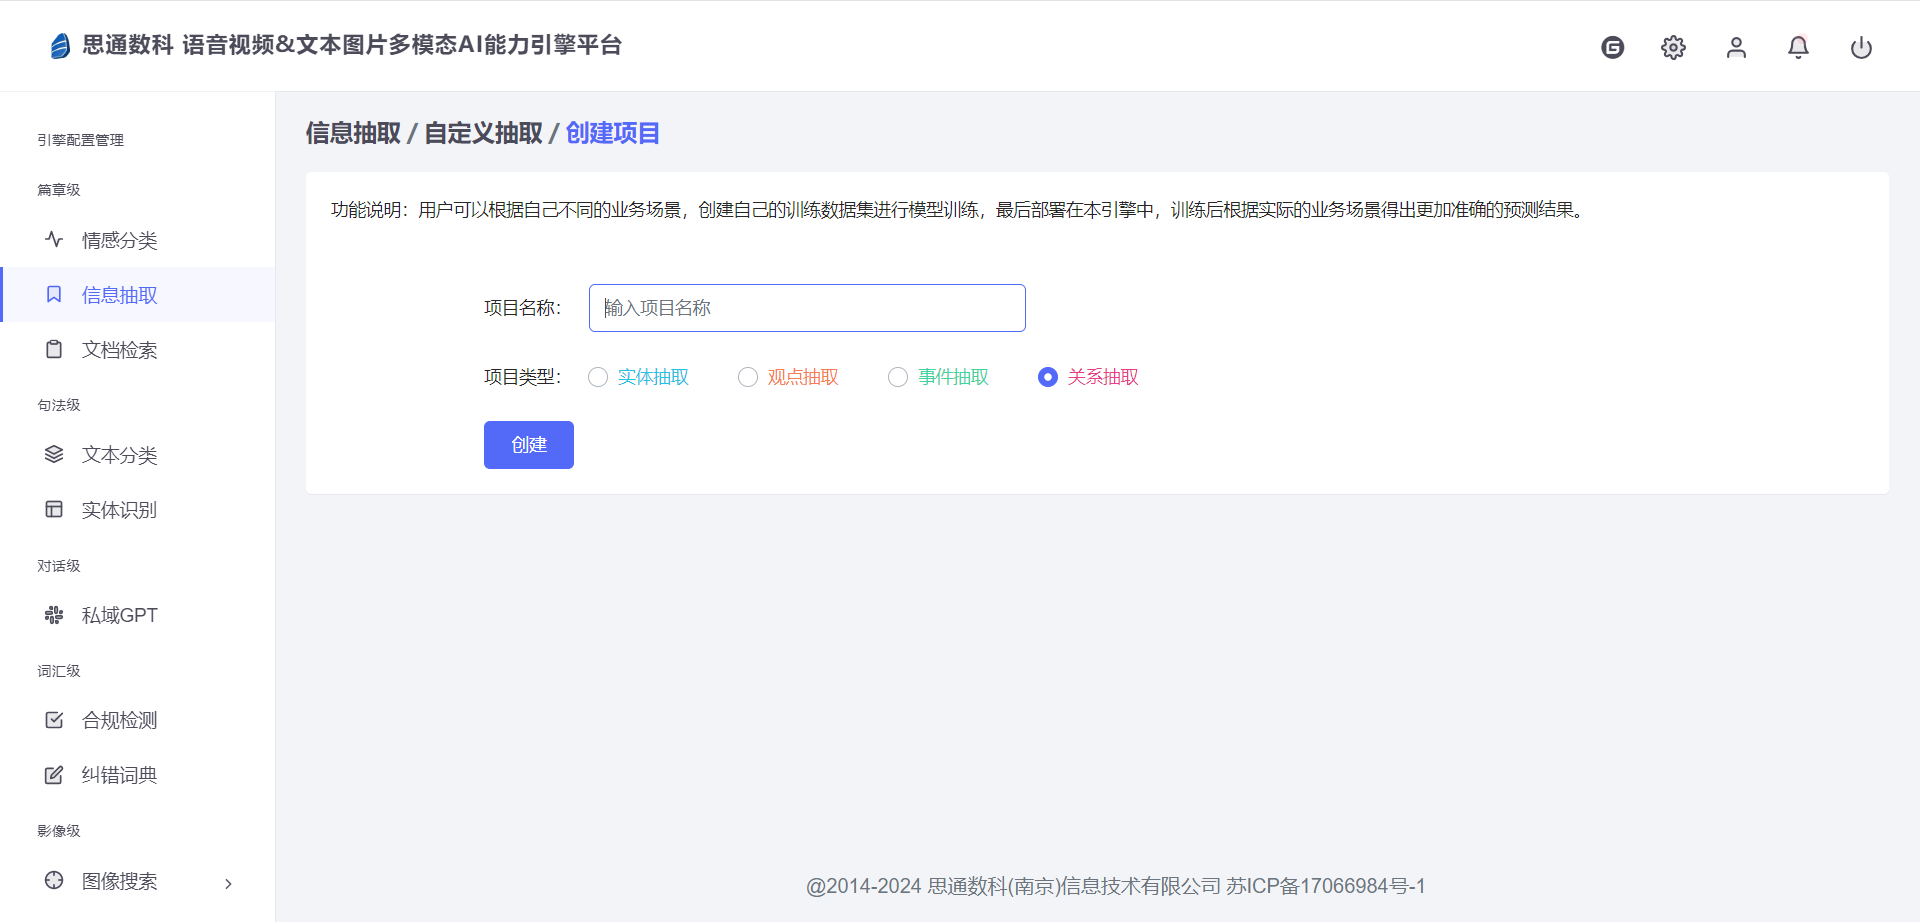 思通数科 语音视频&文本图片多模态AI能力引擎平台
引擎配置管理
篇章级
情感分类
信息抽取
文档检索
句法级
文本分类
实体识别
对话级
私域GPT
词汇级
合规检测
纠错词典
影像级
图像搜索
信息抽取 / 自定义抽取 / 创建项目
功能说明：用户可以根据自己不同的业务场景，创建自己的训练数据集进行模型训练，最后部署在本引擎中，训练后根据实际的业务场景得出更加准确的预测结果。
项目名称： 输入项目名称
项目类型： 实体抽取 观点抽取 事件抽取 关系抽取
创建
@2014-2024 思通数科(南京)信息技术有限公司 苏ICP备17066984号-1